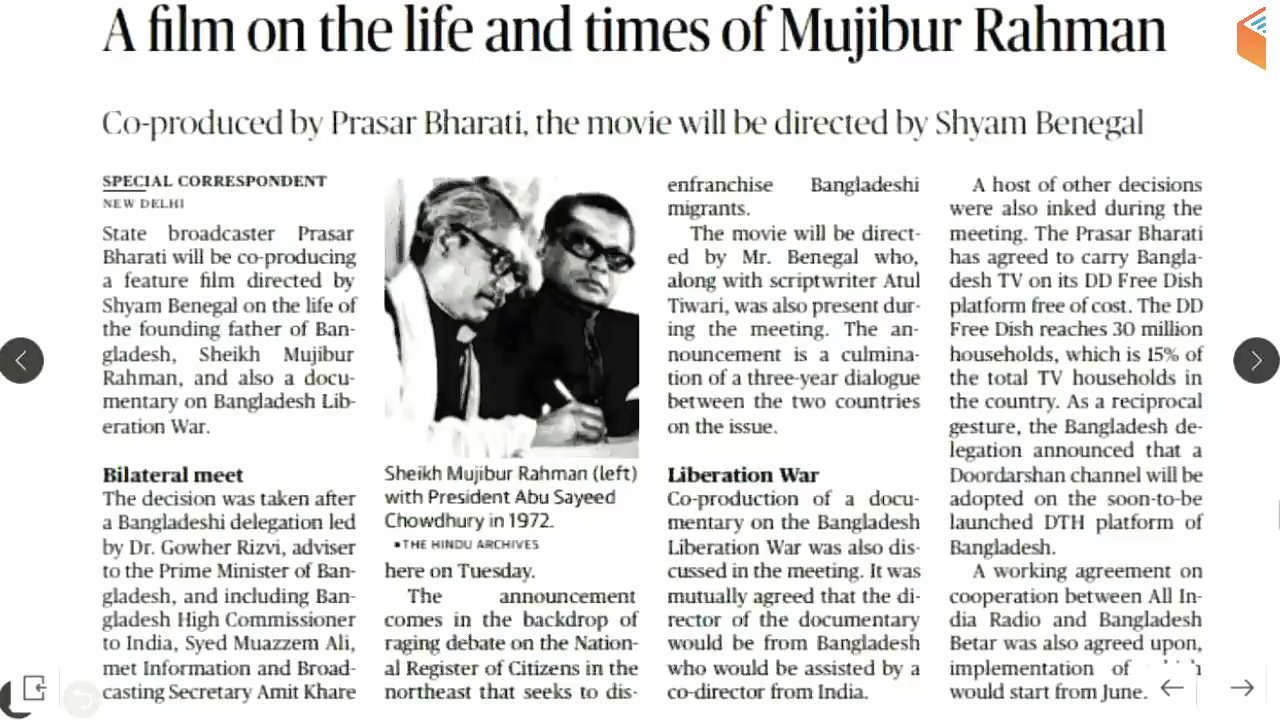 A film on the life and times of Mujibur Rahman
Co-produced by Prasar Bharati, the movie will be directed by Shyam Benegal
SPECIAL CORRESPONDENT
NEW DELHI
State broadcaster Prasar
Bharati will be co-producing
a feature film directed by
Shyam Benegal on the life of
the founding father of Ban-
gladesh, Sheikh Mujibur
Rahman, and also a docu-
mentary on Bangladesh Lib-
eration War.
Bilateral meet
The decision was taken after
a Bangladeshi delegation led
by Dr. Gowher Rizvi, adviser
to the Prime Minister of Ban-
gladesh, and including Ban-
gladesh High Commissioner
to India, Syed Muazzem Ali,
met Information and Broad-
casting Secretary Amit Khare
Sheikh Mujibur Rahman (left)
with President Abu Sayeed
Chowdhury in 1972.
▪THE HINDU ARCHIVES
here on Tuesday.
The announcement
comes in the backdrop of
raging debate on the Nation-
al Register of Citizens in the
northeast that seeks to dis-
enfranchise Bangladeshi
migrants.
The movie will be direct-
ed by Mr. Benegal who,
along with scriptwriter Atul
Tiwari, was also present dur-
ing the meeting. The an-
nouncement is a culmina-
tion of a three-year dialogue
between the two countries
on the issue.
Liberation War
Co-production of a docu-
mentary on the Bangladesh
Liberation War was also dis-
cussed in the meeting. It was
mutually agreed that the di-
rector of the documentary
would be from Bangladesh
who would be assisted by a
co-director from India.
A host of other decisions
were also inked during the
meeting. The Prasar Bharati
has agreed to carry Bangla-
desh TV on its DD Free Dish
platform free of cost. The DD
Free Dish reaches 30 million
households, which is 15% of
the total TV households in
the country. As a reciprocal
gesture, the Bangladesh de-
legation announced that a
Doordarshan channel will be
adopted on the soon-to-be
launched DTH platform of
Bangladesh.
A working agreement on
cooperation between All In-
dia Radio and Bangladesh
Betar was also agreed upon,
implementation of
would start from June.